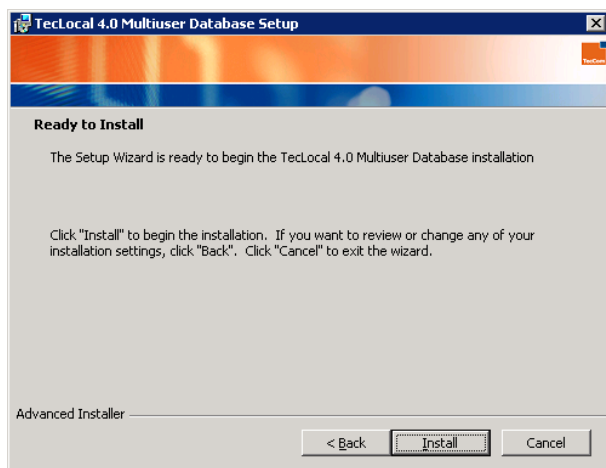 TecLocal 4.0 Multiuser Database Setup
TecCom
Ready to Install
The Setup Wizard is ready to begin the TecLocal 4.0 Multiuser Database installation
Click "Install" to begin the installation. If you want to review or change any of your
installation settings, click "Back". Click "Cancel" to exit the wizard.
Advanced Installer
< Back
Install
Cancel